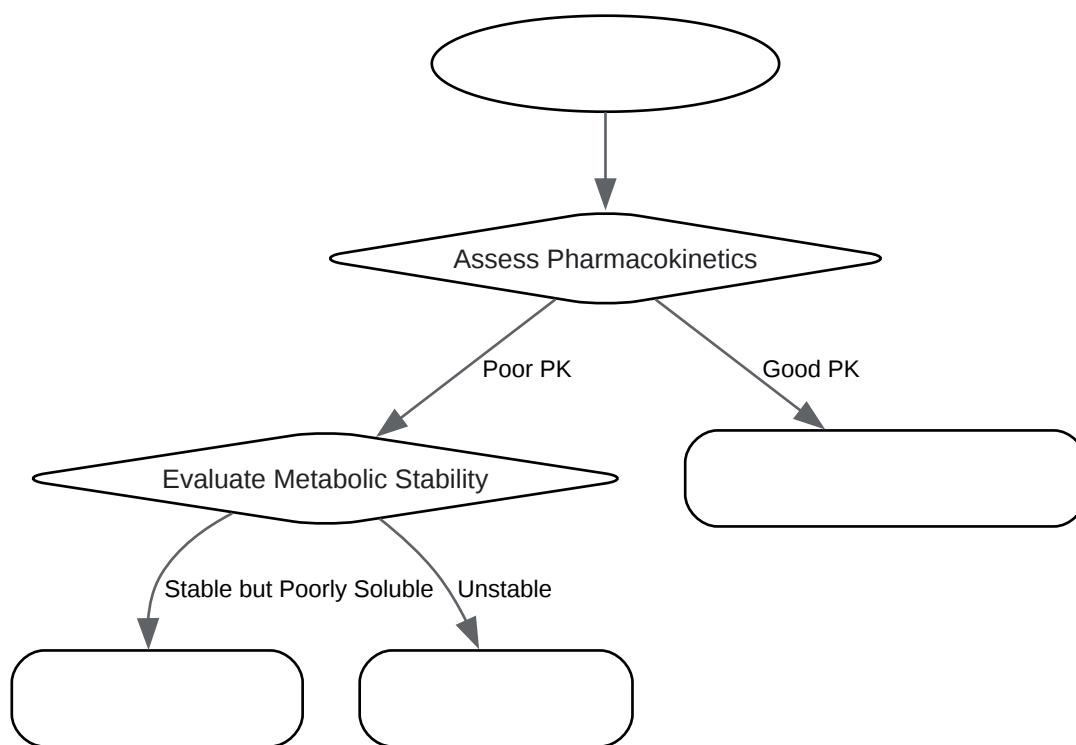 Assess Pharmacokinetics
Poor PK
Good PK
Evaluate Metabolic Stability
Stable but Poorly Soluble
Unstable